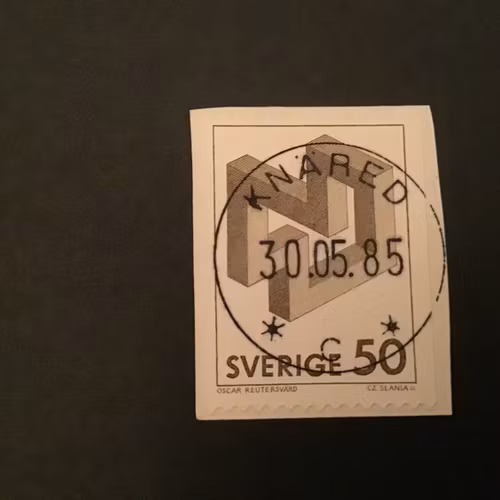 KNÄRED
30.05.85
* *
C
SVERIGE 50
OSCAR REUTERSVÄRD CZ SLANIA